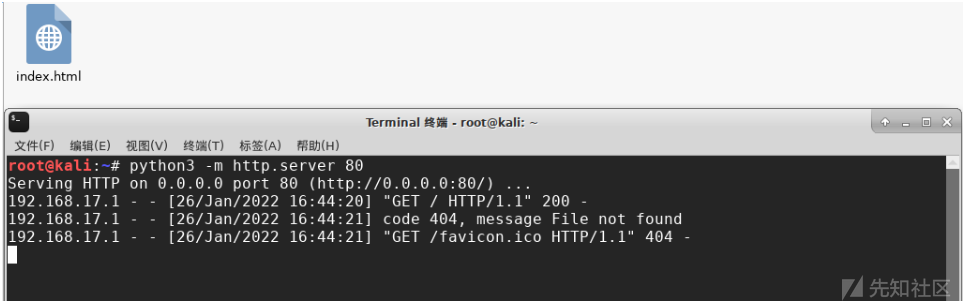 index.html
Terminal 终端 - root@kali: ~
文件(F) 编辑(E) 视图(V) 终端(T) 标签(A) 帮助(H)
root@kali:~# python3 -m http.server 80
Serving HTTP on 0.0.0.0 port 80 (http://0.0.0.0:80/) ...
192.168.17.1 - - [26/Jan/2022 16:44:20] "GET / HTTP/1.1" 200 -
192.168.17.1 - - [26/Jan/2022 16:44:21] code 404, message File not found
192.168.17.1 - - [26/Jan/2022 16:44:21] "GET /favicon.ico HTTP/1.1" 404 -
先知社区